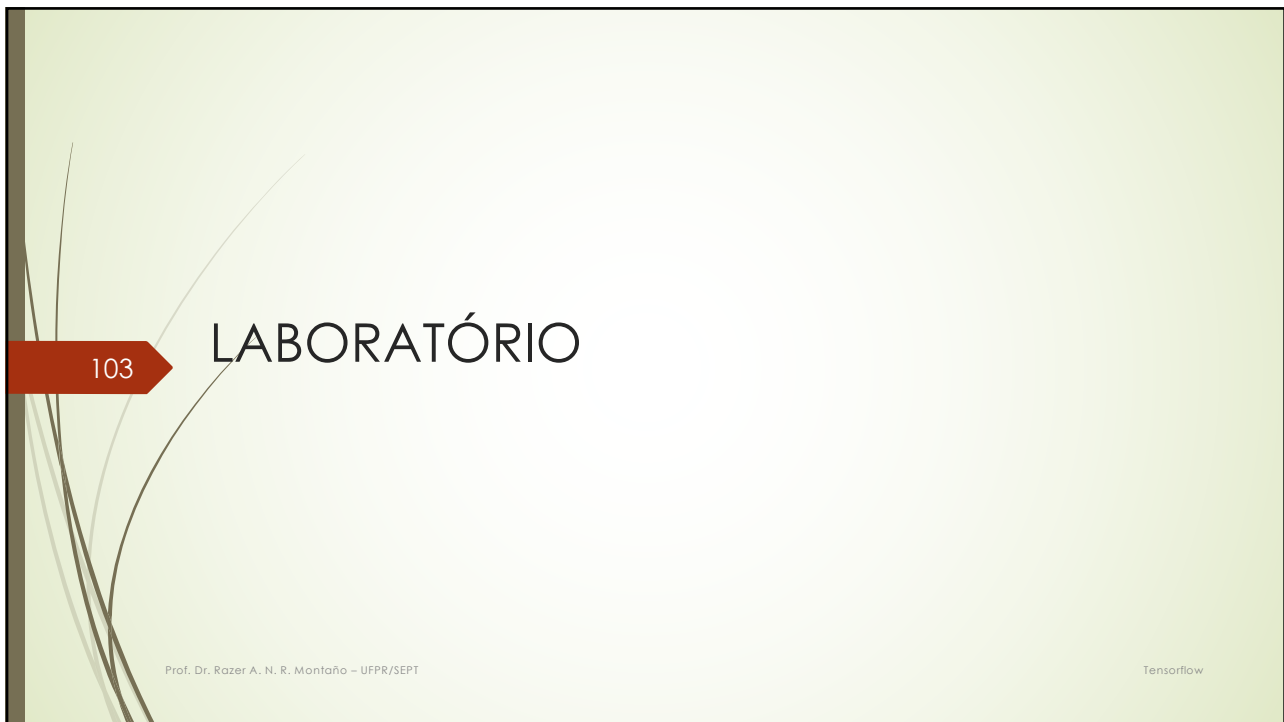 LABORATÓRIO
103
Prof. Dr. Razer A. N. R. Montaño – UFPR/SEPT
Tensorflow